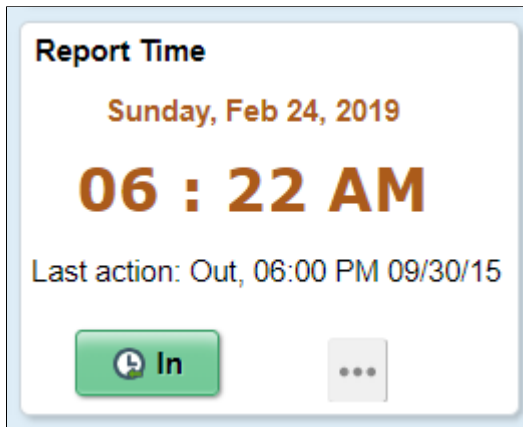 Report Time
Sunday, Feb 24, 2019
06 : 22 AM
Last action: Out, 06:00 PM 09/30/15
In